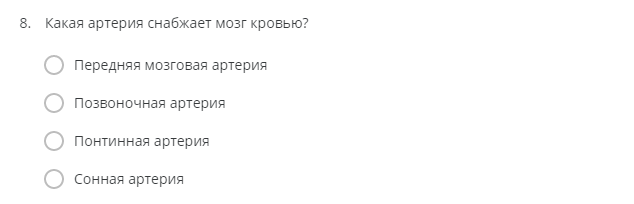 8. Какая артерия снабжает мозг кровью?
Передняя мозговая артерия
Позвоночная артерия
Понтинная артерия
Сонная артерия